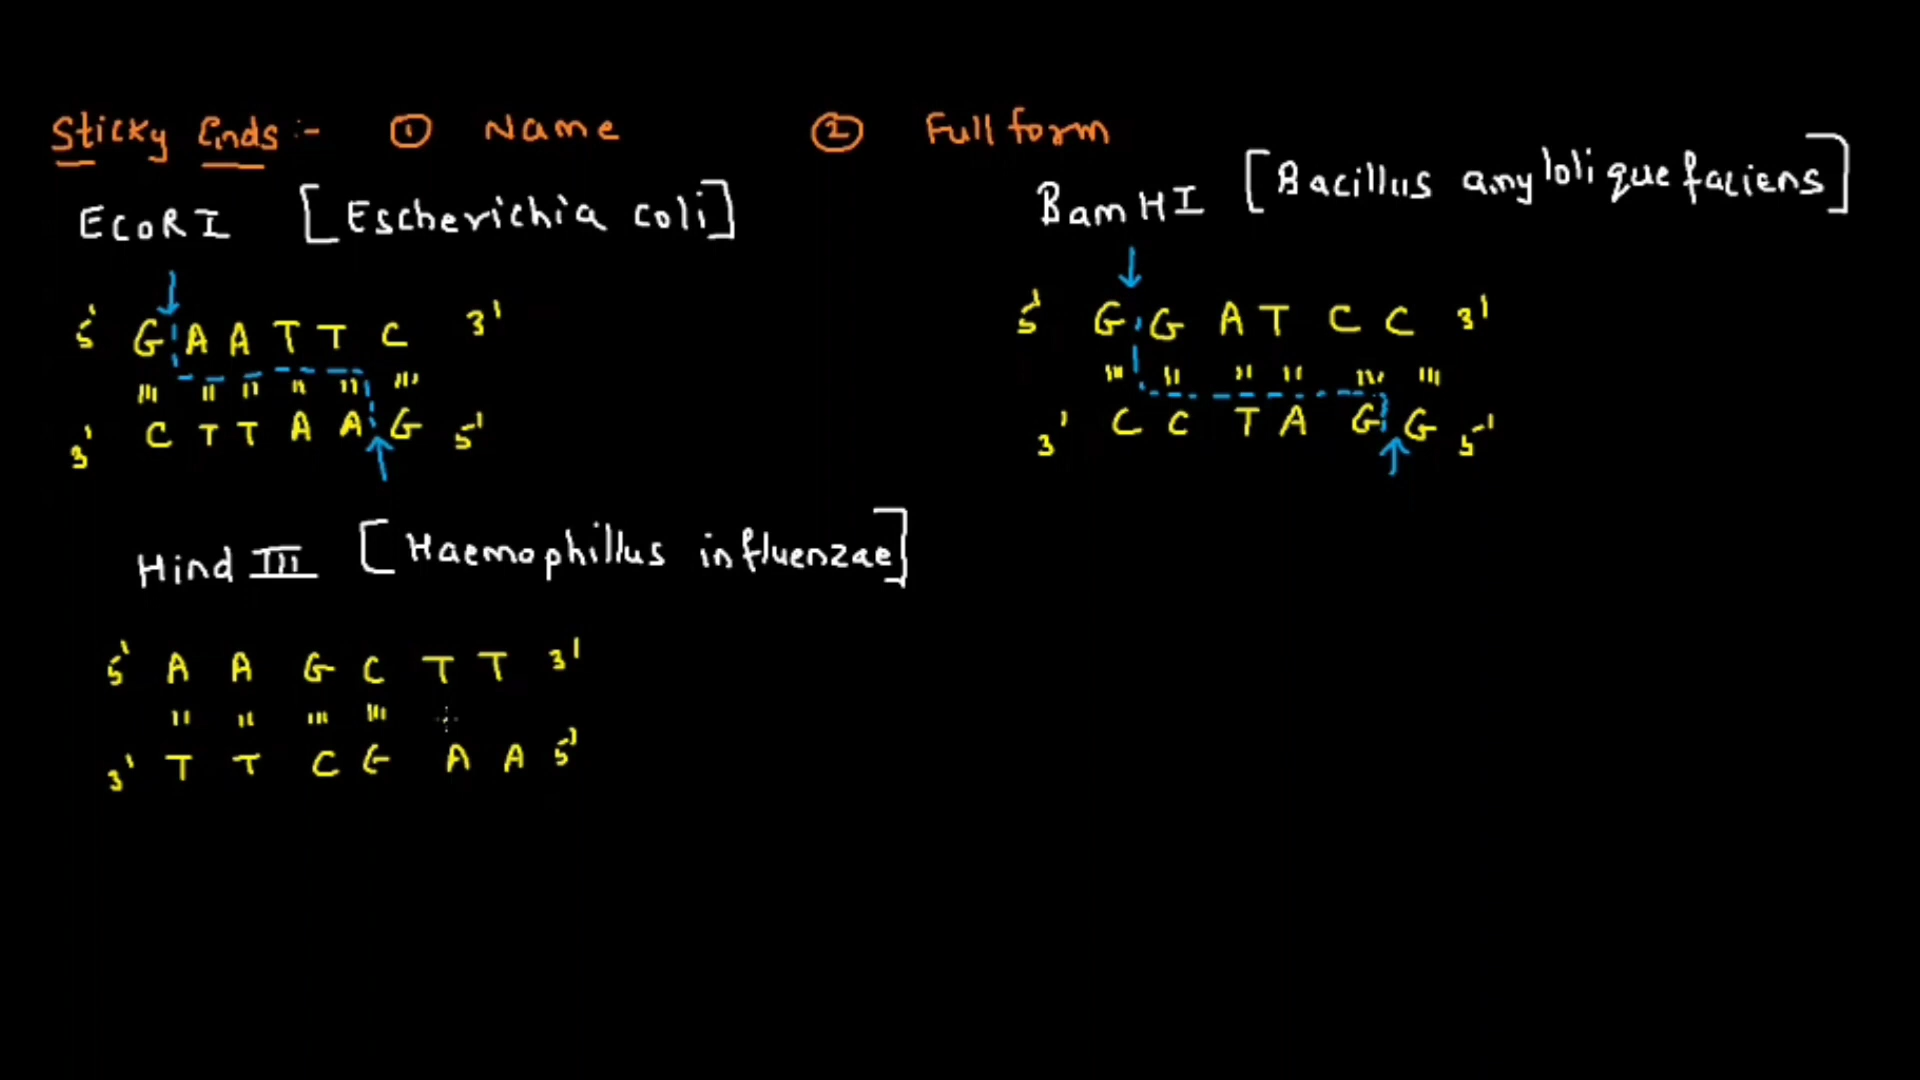 Sticky Ends :- ① Name ② Full form
EcoR I [Escherichia coli]
5' G A A T T C 3'
3' C T T A A G 5'
Bam H I [Bacillus amyloliquefaciens]
5' G G A T C C 3'
3' C C T A G G 5'
Hind III [Haemophillus influenzae]
5' A A G C T T 3'
3' T T C G A A 5'